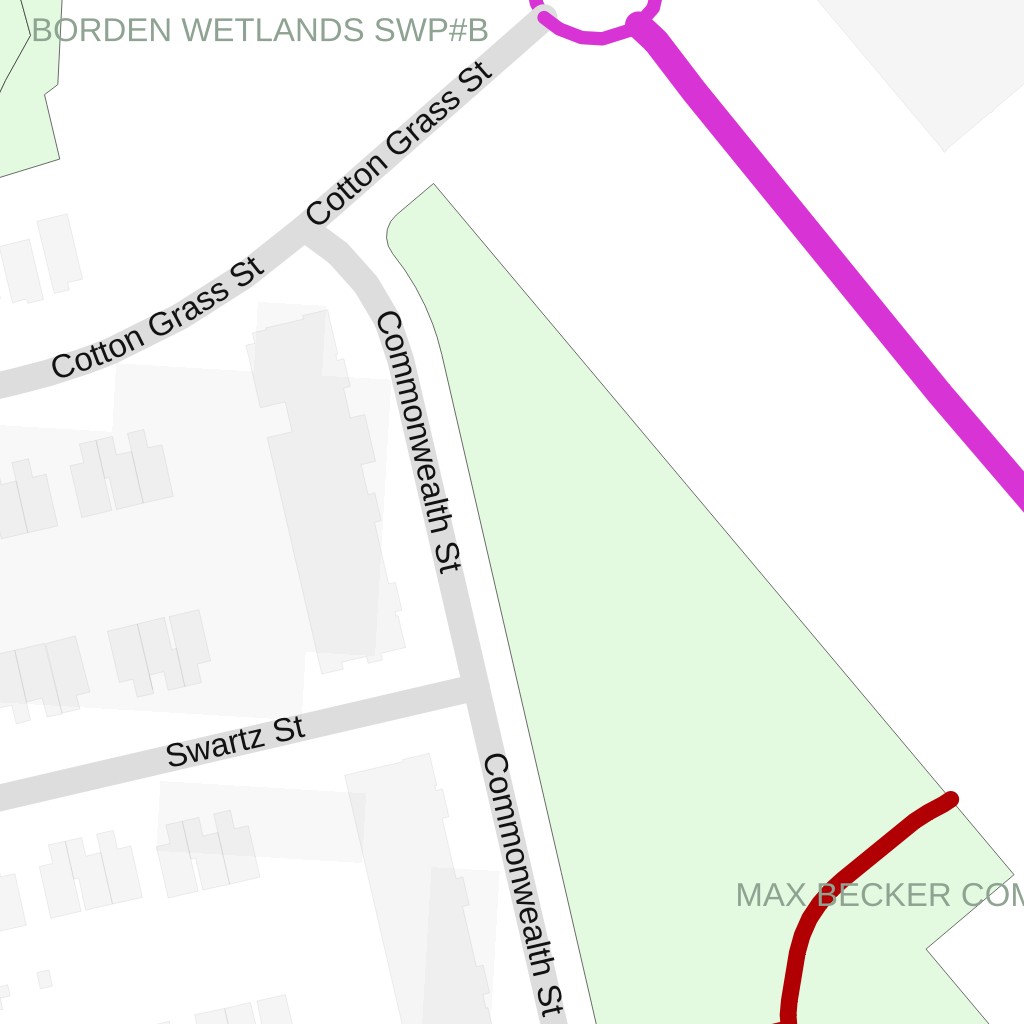 BORDEN WETLANDS SWP#B
Cotton Grass St
Cotton Grass St
Commonwealth St
Swartz St
Commonwealth St
MAX BECKER COM